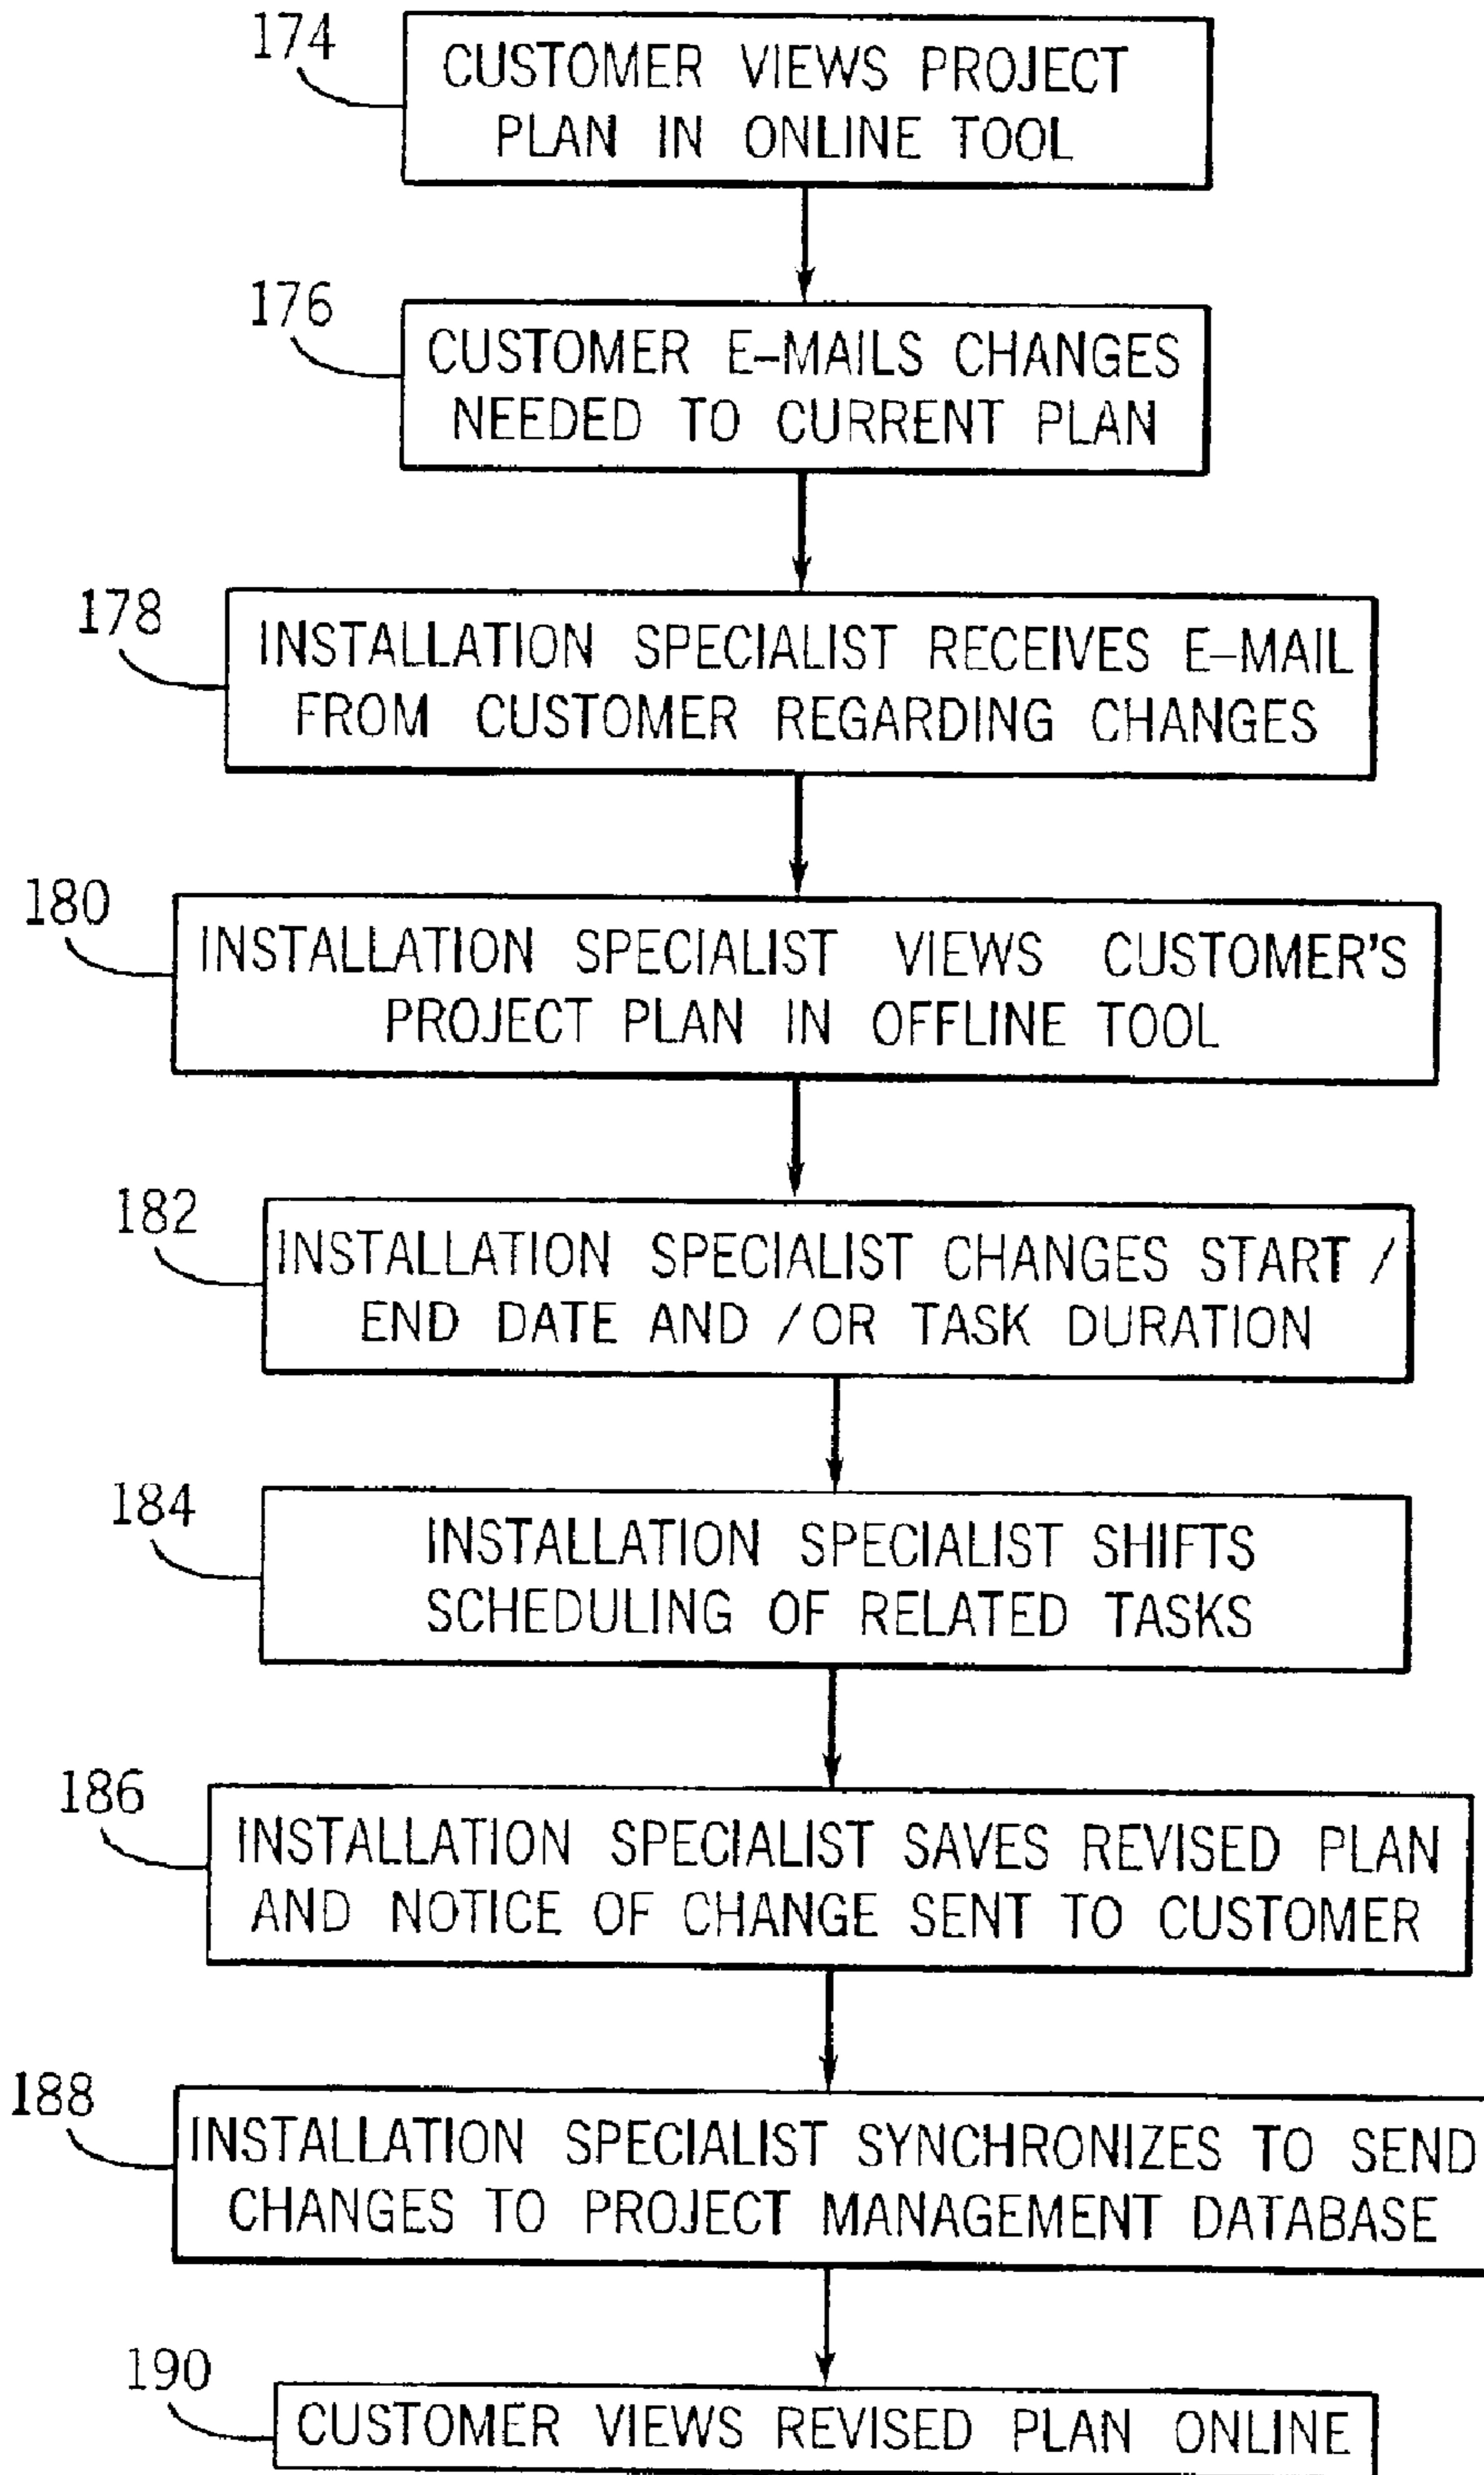 174
CUSTOMER VIEWS PROJECT
PLAN IN ONLINE TOOL
176
CUSTOMER E–MAILS CHANGES
NEEDED TO CURRENT PLAN
178
INSTALLATION SPECIALIST RECEIVES E–MAIL
FROM CUSTOMER REGARDING CHANGES
180
INSTALLATION SPECIALIST VIEWS CUSTOMER'S
PROJECT PLAN IN OFFLINE TOOL
182
INSTALLATION SPECIALIST CHANGES START /
END DATE AND /OR TASK DURATION
184
INSTALLATION SPECIALIST SHIFTS
SCHEDULING OF RELATED TASKS
186
INSTALLATION SPECIALIST SAVES REVISED PLAN
AND NOTICE OF CHANGE SENT TO CUSTOMER
188
INSTALLATION SPECIALIST SYNCHRONIZES TO SEND
CHANGES TO PROJECT MANAGEMENT DATABASE
190
CUSTOMER VIEWS REVISED PLAN ONLINE